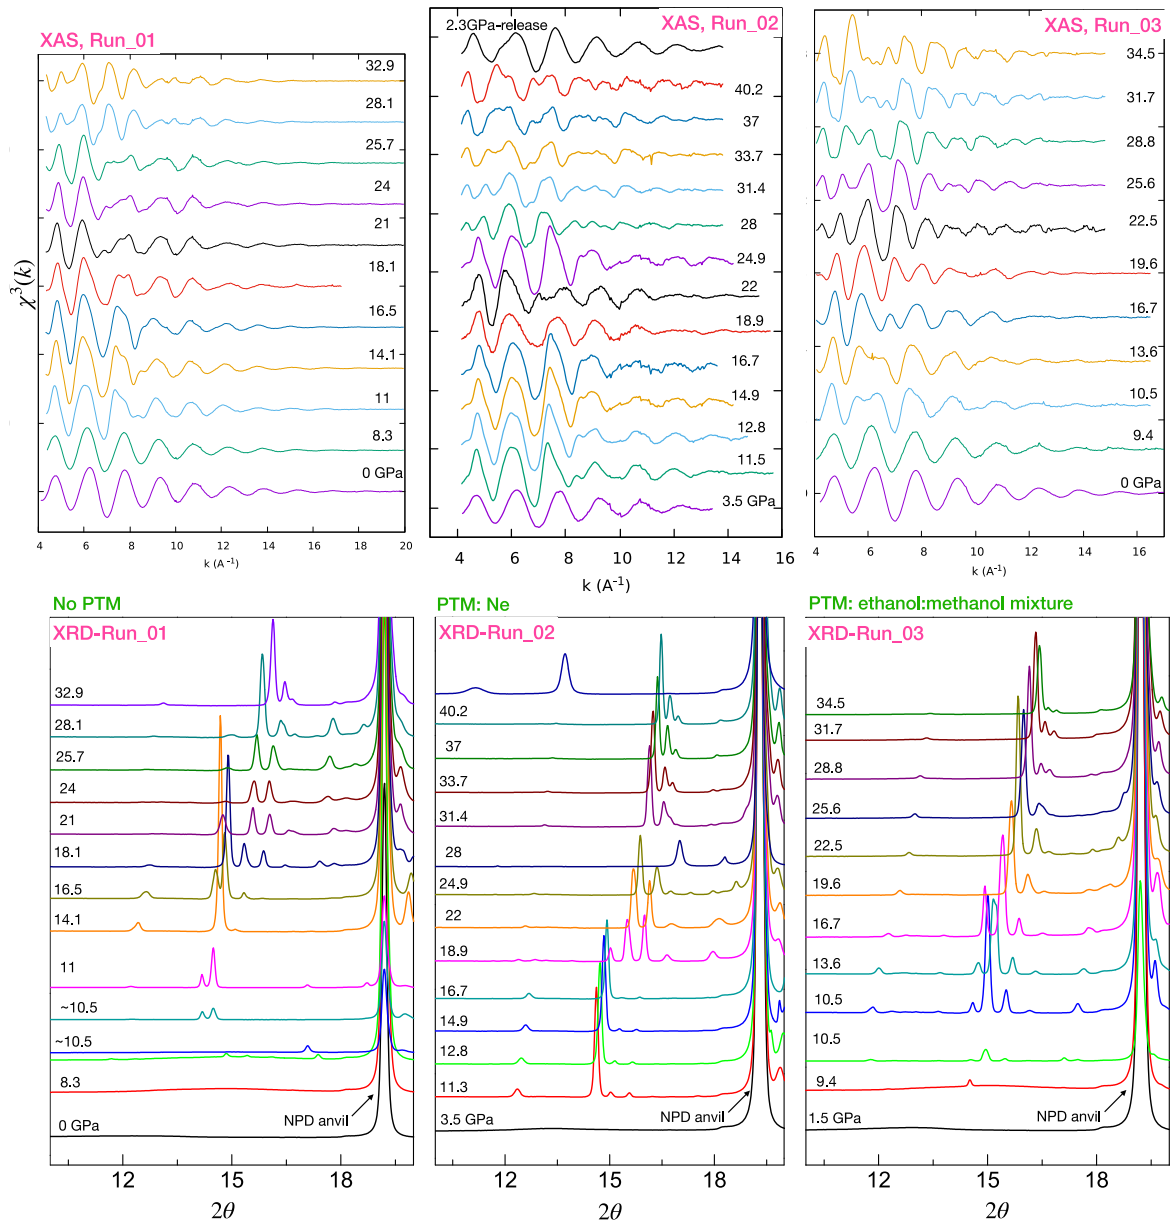 XAS, Run_01
32.9
28.1
25.7
24
21
18.1
16.5
14.1
11
8.3
0 GPa
χ³(k)
4 6 8 10 12 14 16 18 20
k (A⁻¹)
2.3GPa-release
XAS, Run_02
40.2
37
33.7
31.4
28
24.9
22
18.9
16.7
14.9
12.8
11.5
3.5 GPa
4 6 8 10 12 14 16
k (A⁻¹)
XAS, Run_03
34.5
31.7
28.8
25.6
22.5
19.6
16.7
13.6
10.5
9.4
0 GPa
4 6 8 10 12 14 16
k (A⁻¹)
No PTM
XRD-Run_01
32.9
28.1
25.7
24
21
18.1
16.5
14.1
11
~10.5
~10.5
8.3
NPD anvil
0 GPa
12 15 18
2θ
PTM: Ne
XRD-Run_02
40.2
37
33.7
31.4
28
24.9
22
18.9
16.7
14.9
12.8
11.3
NPD anvil
3.5 GPa
12 15 18
2θ
PTM: ethanol:methanol mixture
XRD-Run_03
34.5
31.7
28.8
25.6
22.5
19.6
16.7
13.6
10.5
10.5
9.4
NPD anvil
1.5 GPa
12 15 18
2θ